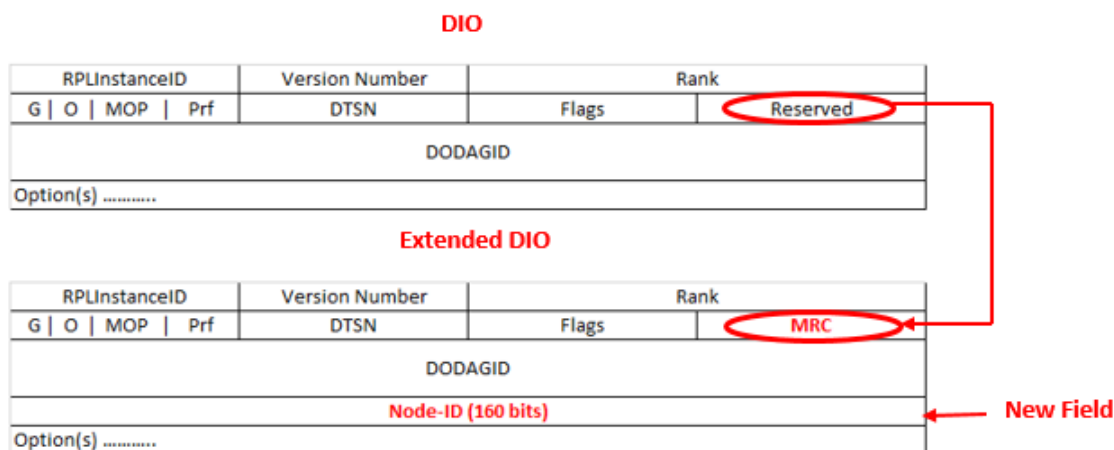 DIO
RPLInstanceID Version Number Rank
G | O | MOP | Prf DTSN Flags Reserved
DODAGID
Option(s) ...........
Extended DIO
RPLInstanceID Version Number Rank
G | O | MOP | Prf DTSN Flags MRC
DODAGID
Node-ID (160 bits) New Field
Option(s) ...........